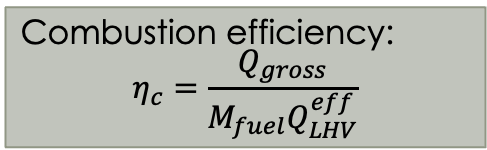 Combustion efficiency:
η_c = Q_gross / M_fuel Q_LHV^eff